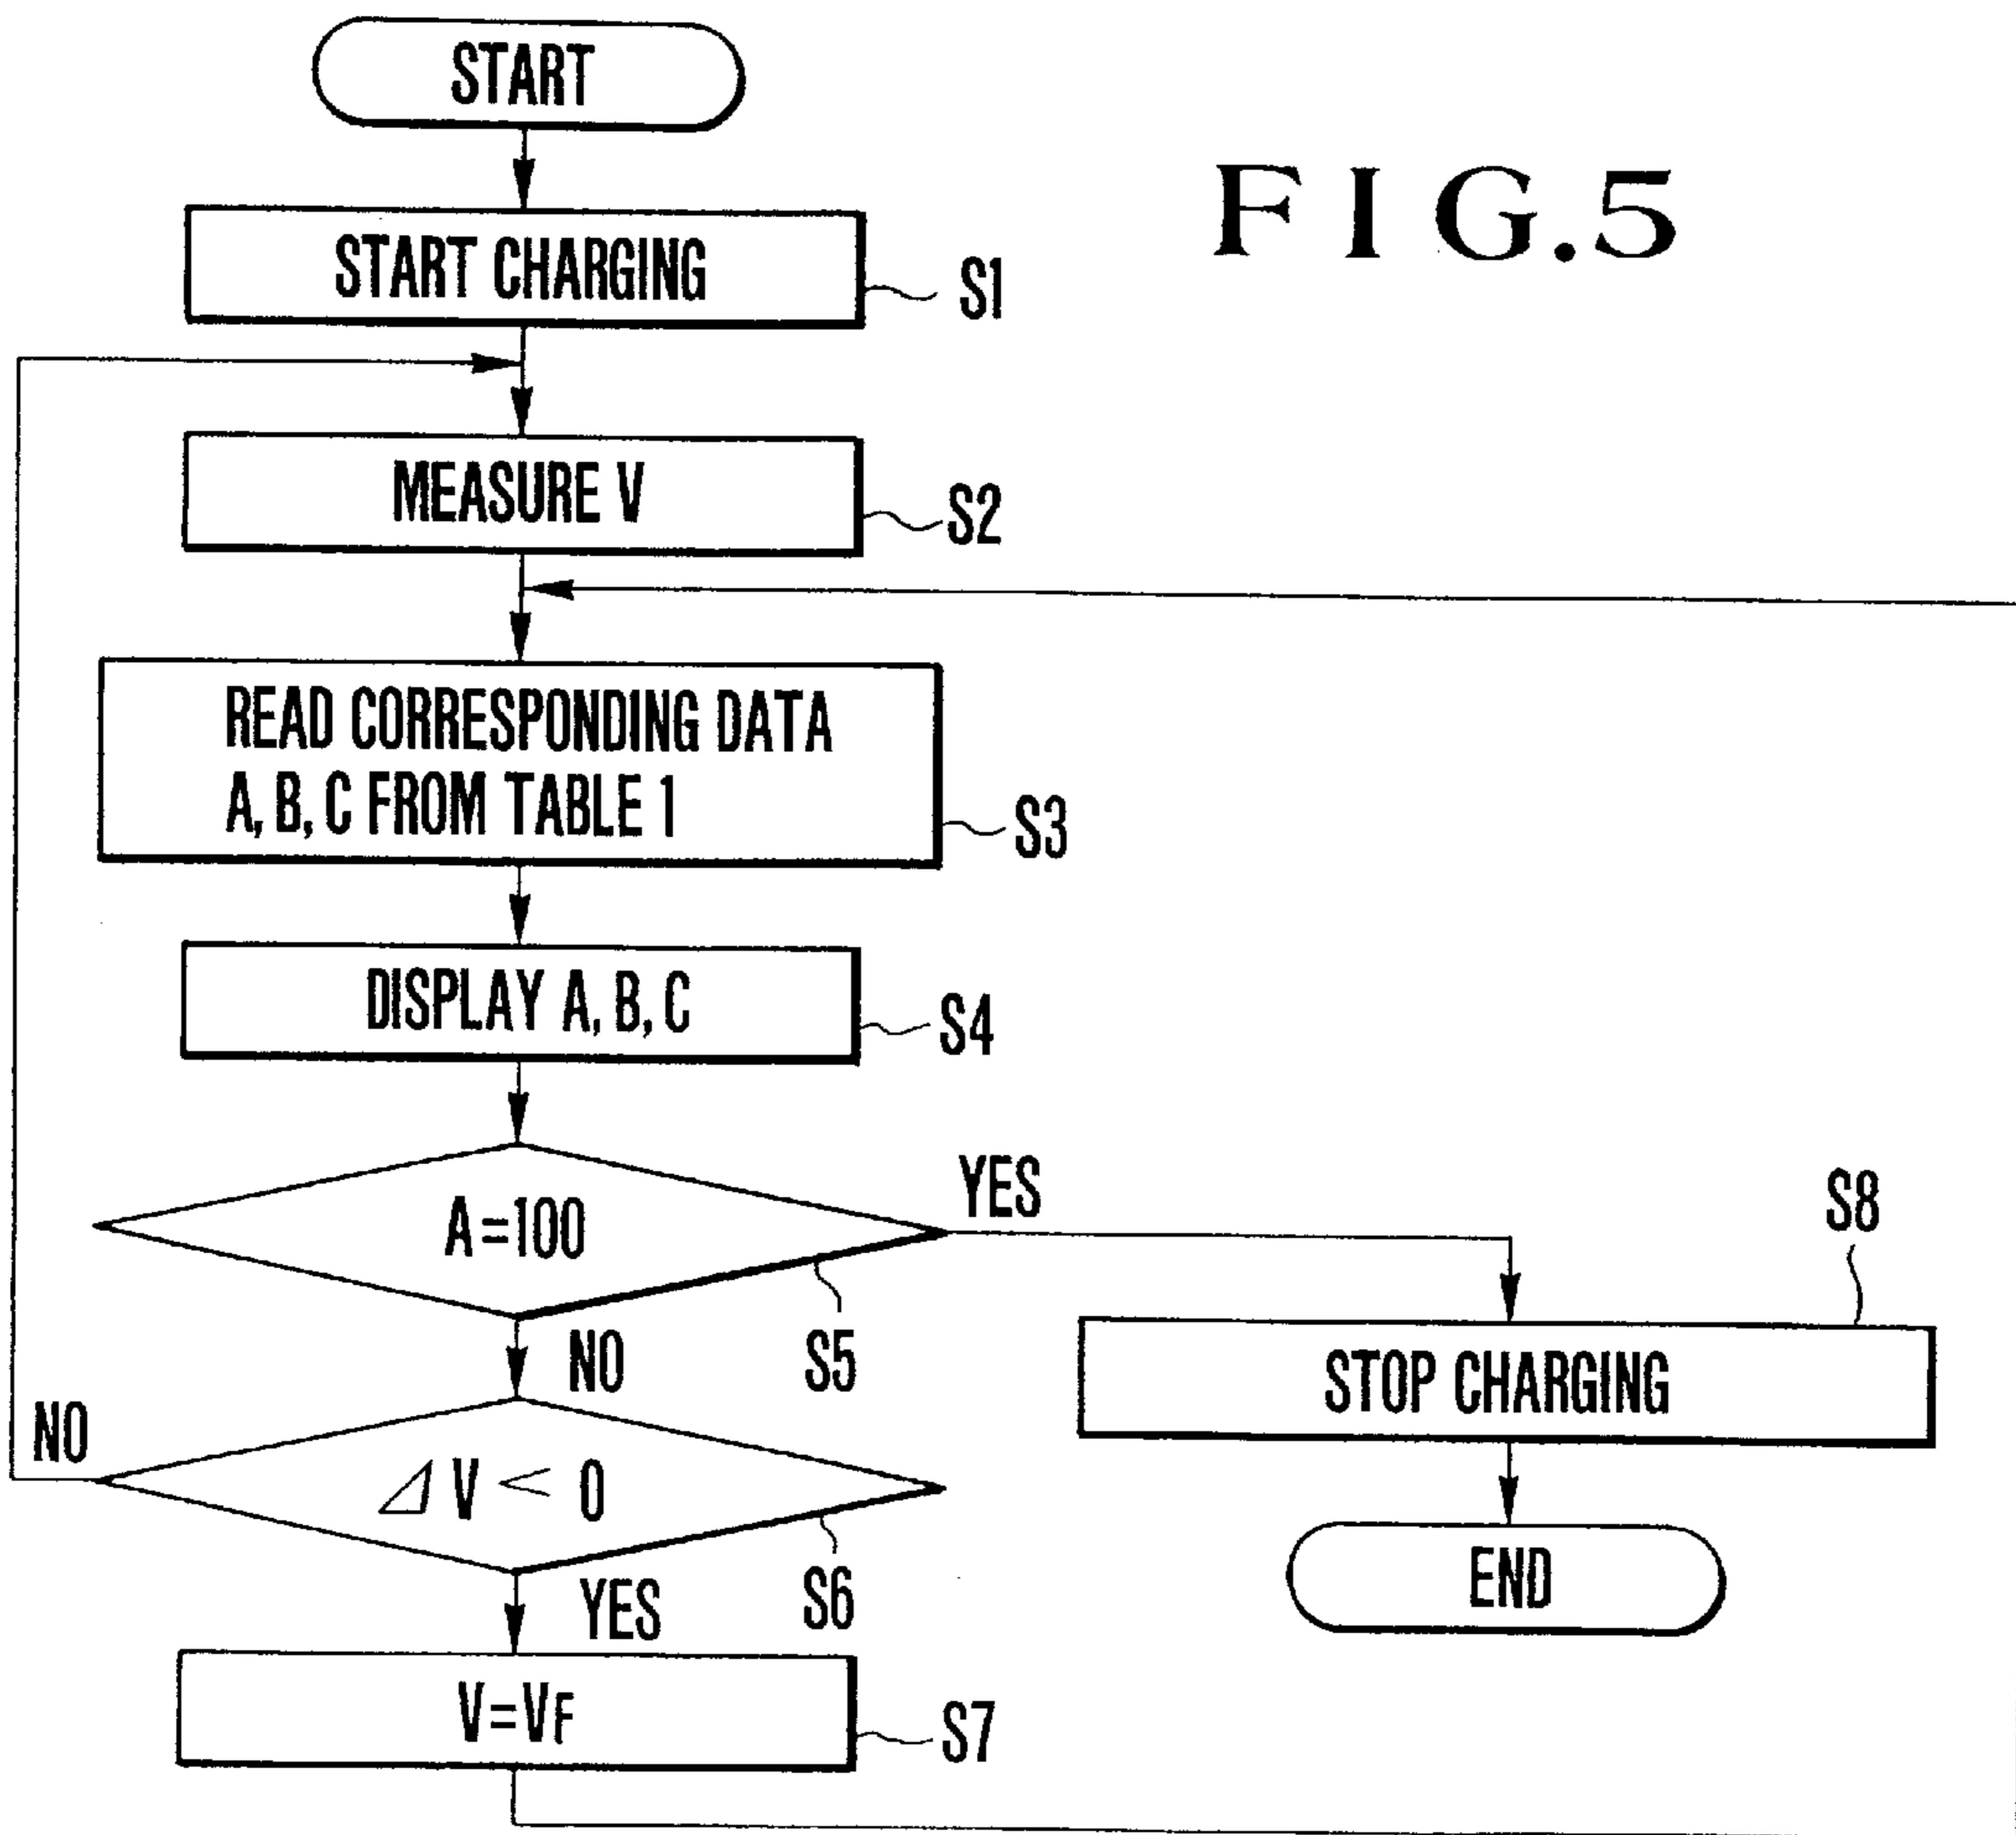 START
FIG.5
START CHARGING
S1
MEASURE V
S2
READ CORRESPONDING DATA
A, B, C FROM TABLE 1
S3
DISPLAY A, B, C
S4
A=100
YES
NO
S5
S8
STOP CHARGING
END
⊿V < 0
NO
YES
S6
V=VF
S7